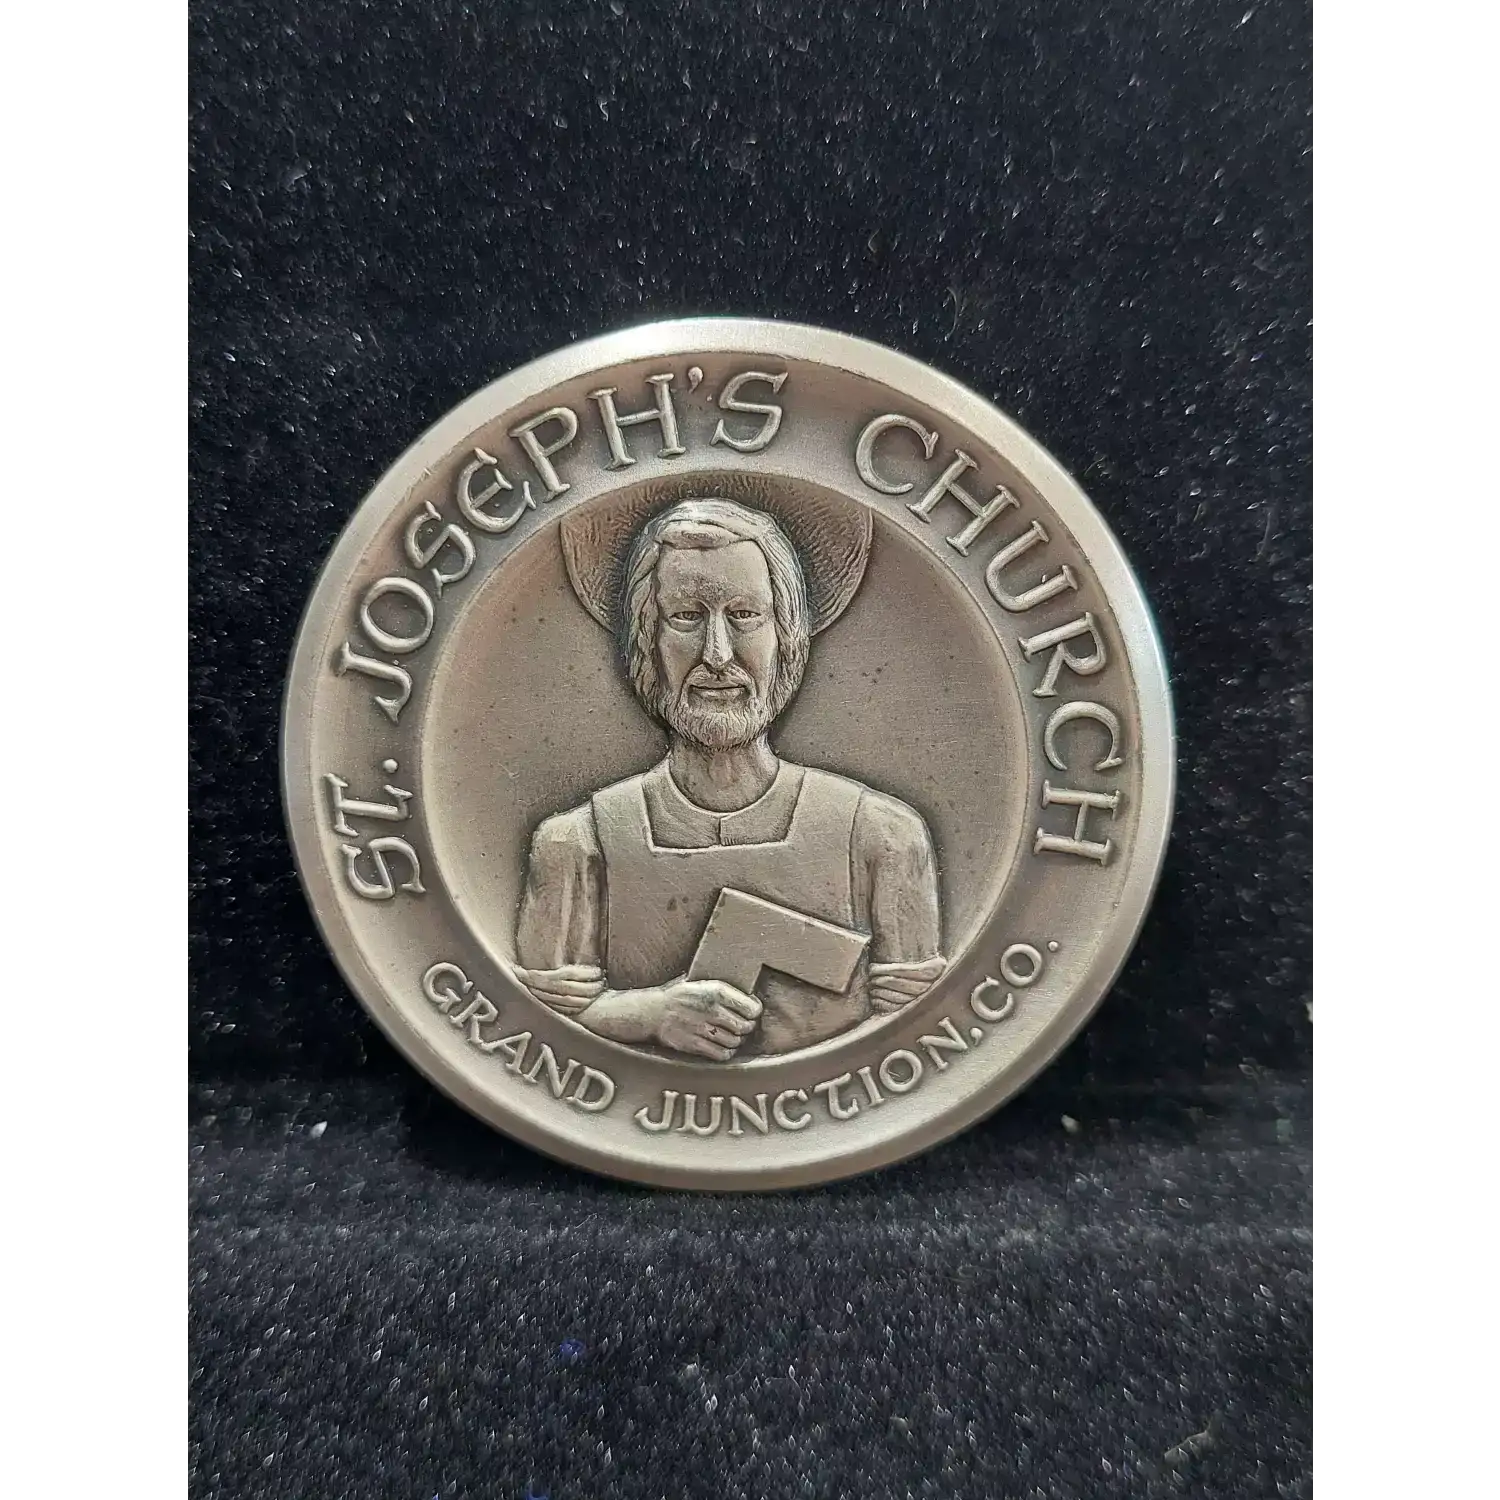 ST. JOSEPH'S CHURCH
GRAND JUNCTION, CO.